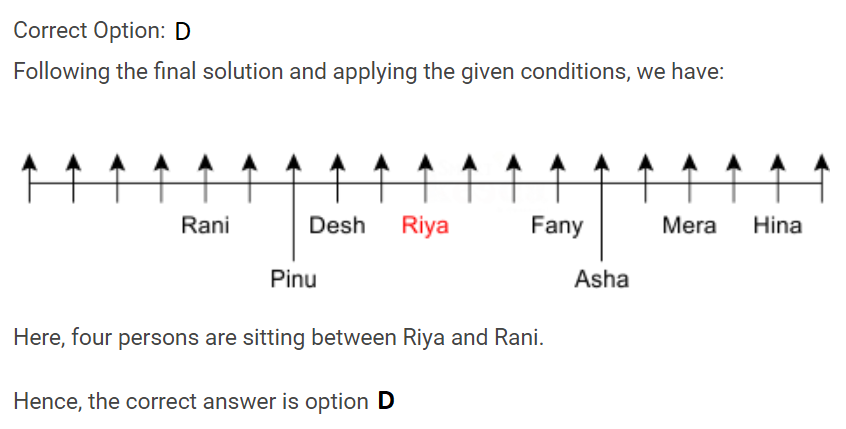 Correct Option: D
Following the final solution and applying the given conditions, we have:
Rani Desh Riya Fany Mera Hina
Pinu Asha
Here, four persons are sitting between Riya and Rani.
Hence, the correct answer is option D